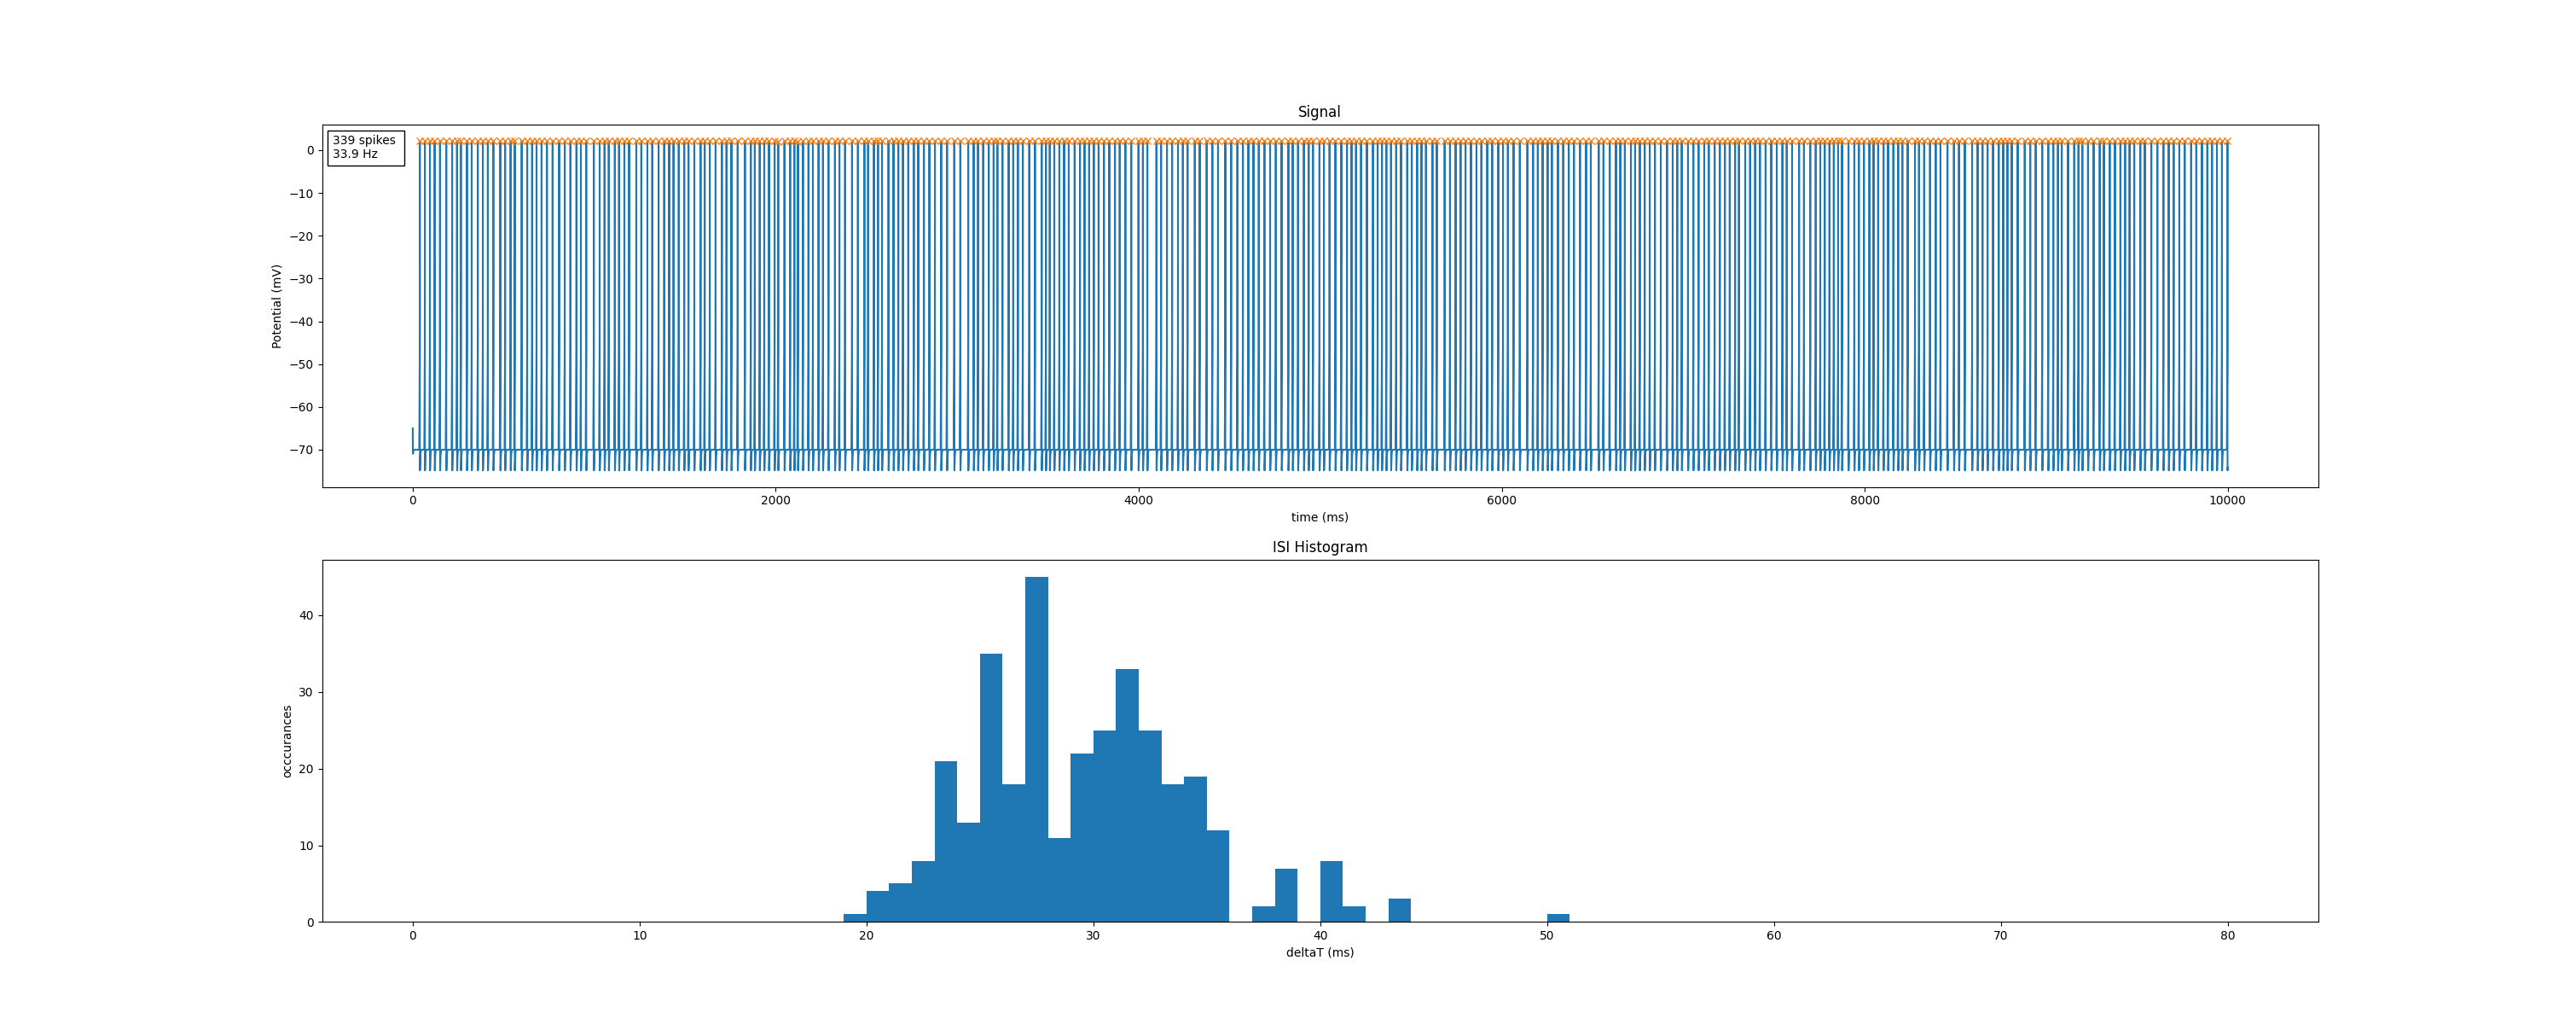 Signal
339 spikes
33.9 Hz
0
−10
−20
−30
−40
−50
−60
−70
Potential (mV)
0 2000 4000 6000 8000 10000
time (ms)
ISI Histogram
40
30
20
10
0
occcurances
0 10 20 30 40 50 60 70 80
deltaT (ms)